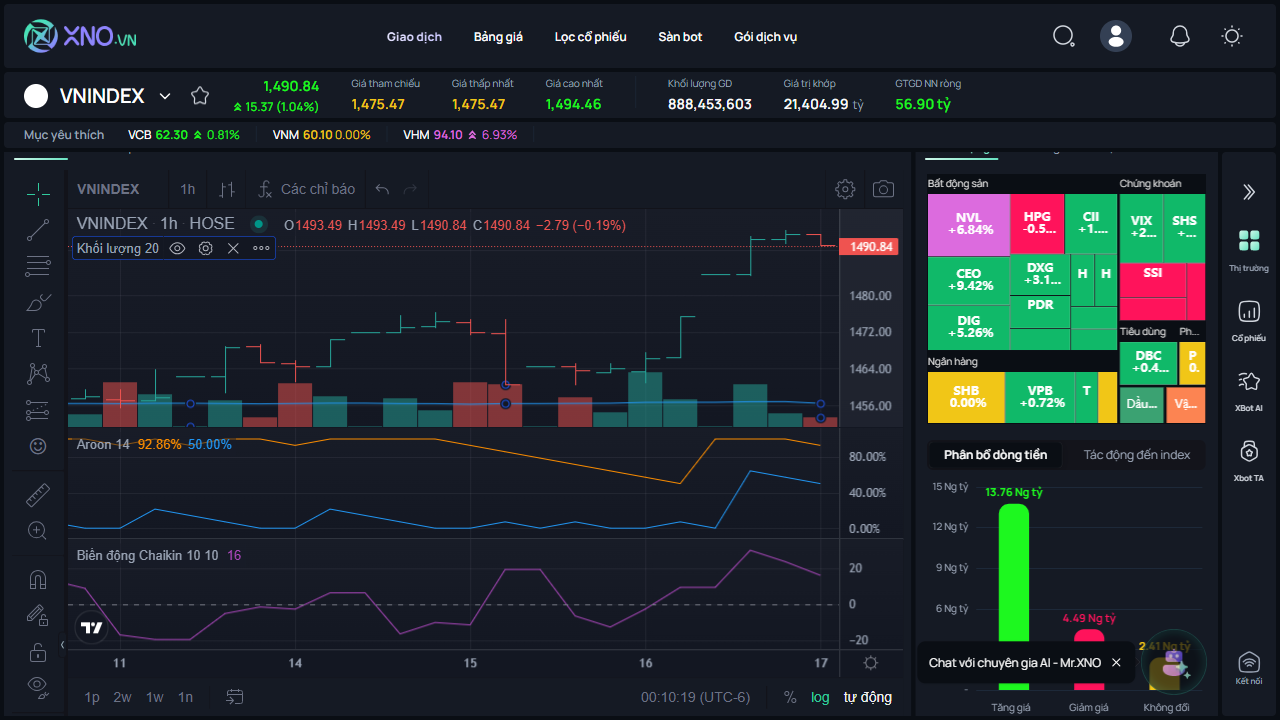 XNO.VN
Giao dịch
Bảng giá
Lọc cổ phiếu
Sàn bot
Gói dịch vụ
VNINDEX
1,490.84
15.37 (1.04%)
Giá tham chiếu
1,475.47
Giá thấp nhất
1,475.47
Giá cao nhất
1,494.46
Khối lượng GD
888,453,603
Giá trị khớp
21,404.99 tỷ
GTGD NN ròng
56.90 tỷ
Mục yêu thích
VCB 62.30 0.81%
VNM 60.10 0.00%
VHM 94.10 6.93%
VNINDEX
1h
Các chỉ báo
VNINDEX · 1h · HOSE
O1493.49 H1493.49 L1490.84 C1490.84 −2.79 (−0.19%)
Khối lượng 20
1490.84
1480.00
1472.00
1464.00
1456.00
Aroon 14 92.86% 50.00%
80.00%
40.00%
0.00%
Biến động Chaikin 10 10 16
20
0
−20
11
14
15
16
17
1p
2w
1w
1n
00:10:19 (UTC-6)
%
log
tự động
Bất động sản
NVL
+6.84%
HPG
-0.5...
CII
+1....
CEO
+9.42%
DXG
+3.1...
H
H
DIG
+5.26%
PDR
Chứng khoán
VIX
+2...
SHS
+...
SSI
Ngân hàng
SHB
0.00%
VPB
+0.72%
T
Tiêu dùng
DBC
+0.4...
Ph...
P
0.
Dầu...
Vậ...
Phân bổ dòng tiền
Tác động đến index
15 Ng tỷ
12 Ng tỷ
9 Ng tỷ
6 Ng tỷ
13.76 Ng tỷ
4.49 Ng tỷ
2.41 Ng tỷ
Tăng giá
Giảm giá
Không đổi
Chat với chuyên gia AI - Mr.XNO
Thị trường
Cổ phiếu
XBot AI
Xbot TA
Kết nối